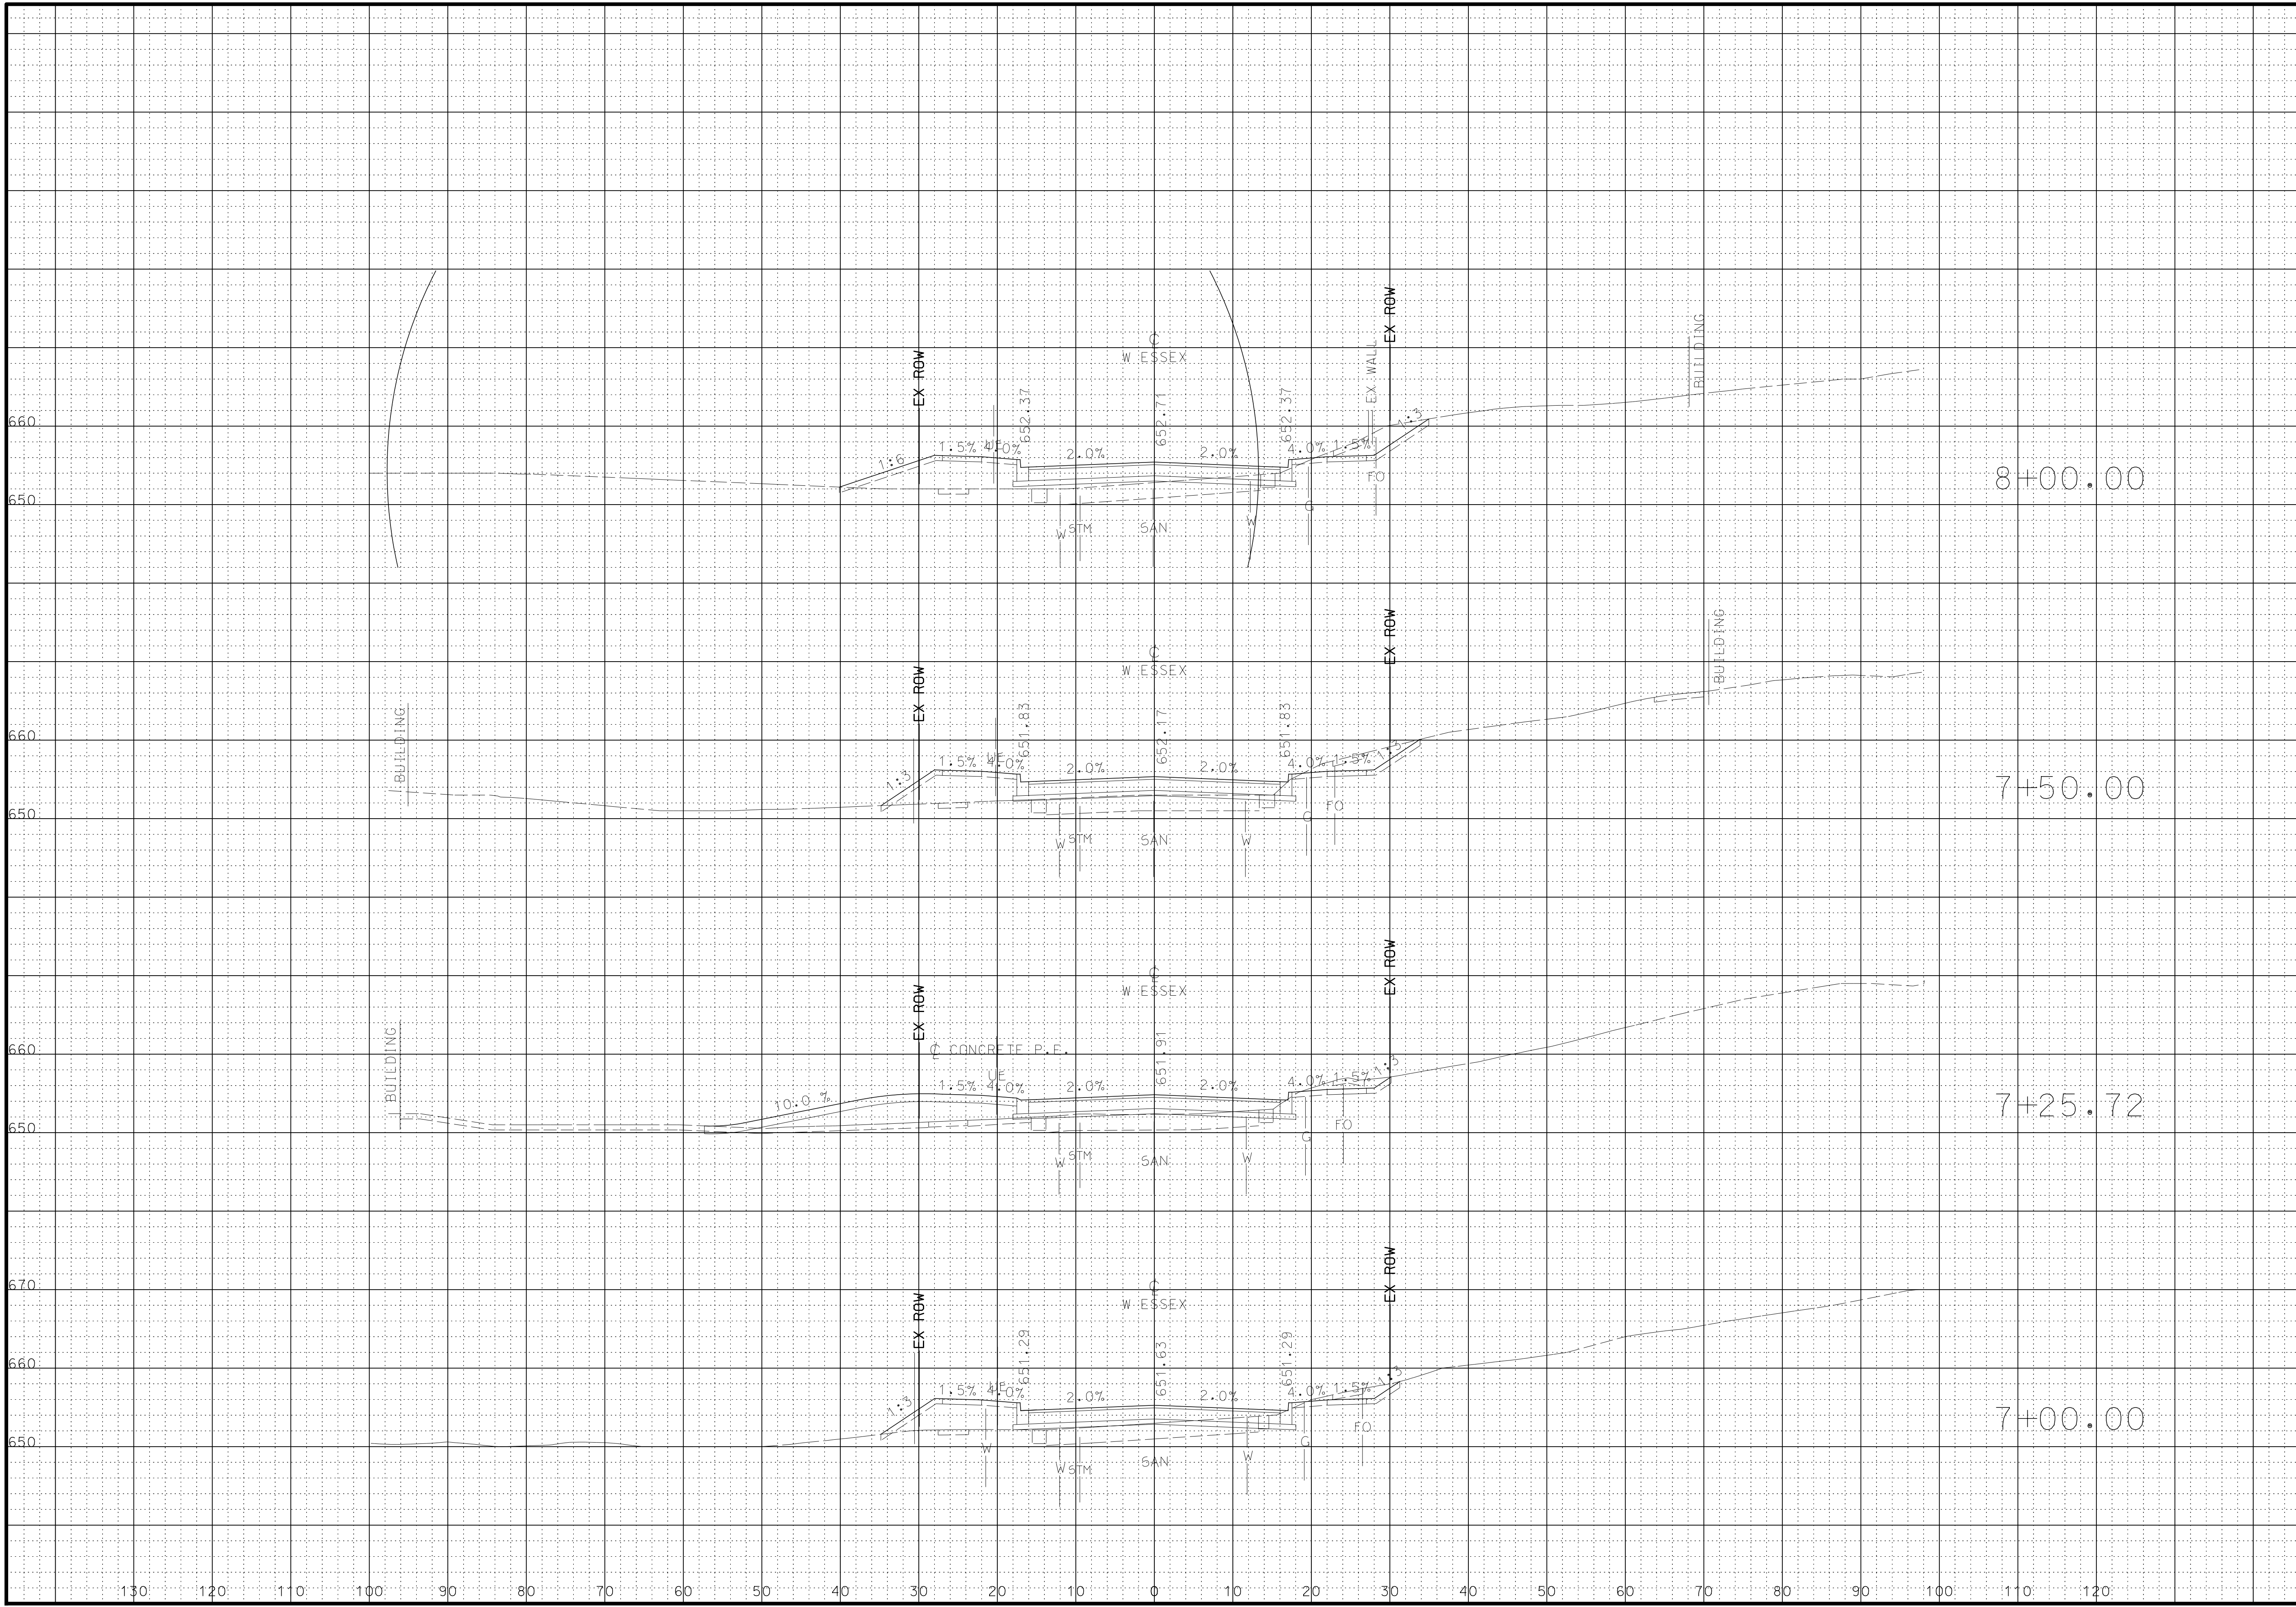 ℄
W ESSEX
EX ROW
EX ROW
EX WALL
BUILDING
652.37
652.71
652.37
660
1:6
1.5%
UE
4.0%
2.0%
2.0%
4.0%
1.5%
1:3
FO
8+00.00
650
G
W
STM
SAN
W
℄
W ESSEX
EX ROW
EX ROW
BUILDING
BUILDING
651.83
652.17
651.83
660
1:3
1.5%
UE
4.0%
2.0%
2.0%
4.0%
1.5%
1:3
7+50.00
650
FO
G
W
STM
SAN
W
℄
W ESSEX
EX ROW
EX ROW
BUILDING
℄ CONCRETE P.E.
651.91
660
10.0 %
1.5%
UE
4.0%
2.0%
2.0%
4.0%
1.5%
1:3
7+25.72
650
FO
G
W
STM
SAN
W
670
℄
W ESSEX
EX ROW
EX ROW
651.29
651.63
651.29
660
1:3
1.5%
UE
4.0%
2.0%
2.0%
4.0%
1.5%
1:3
7+00.00
650
FO
G
W
W
STM
SAN
W
130 120 110 100 90 80 70 60 50 40 30 20 10 0 10 20 30 40 50 60 70 80 90 100 110 120